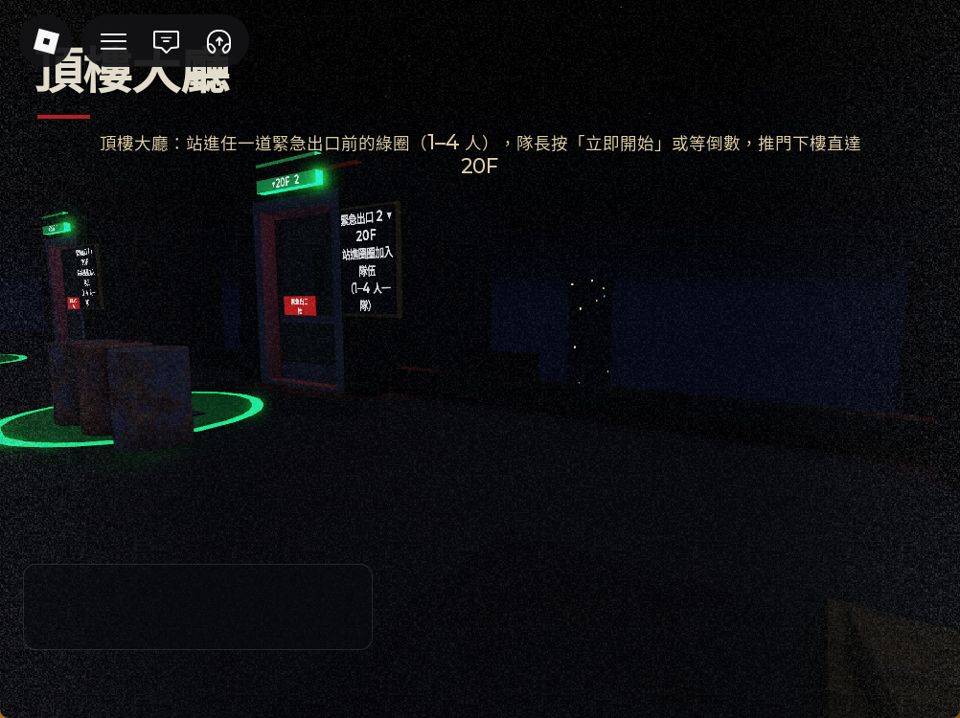 頂樓大廳
頂樓大廳：站進任一道緊急出口前的綠圈（1–4 人），隊長按「立即開始」或等倒數，推門下樓直達
20F
20F 2
緊急出口 2 ▼
20F
站進圈圈加入
隊伍
（1–4 人一
隊）